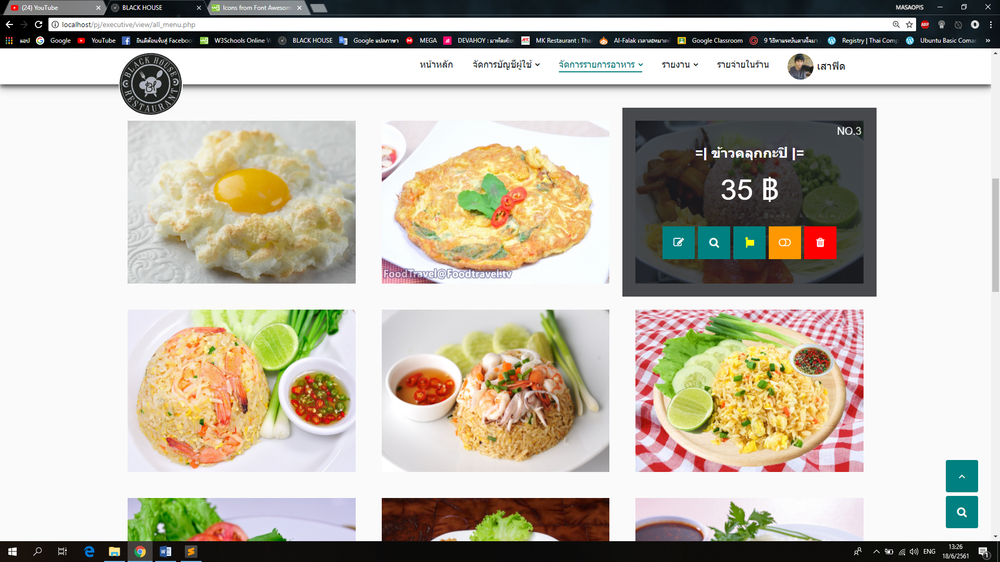 (24) YouTube
BLACK HOUSE
Icons from Font Awesom
MASAOPIS
localhost/pj/executive/view/all_menu.php
ABP
แอป
Google
YouTube
ยินดีต้อนรับสู่ Faceboo
W3Schools Online W
BLACK HOUSE
Google แปลภาษา
MEGA
DEVAHOY : มาหัดเขีย
MK Restaurant : Tha
Al-Falak เวลาละหมาด
Google Classroom
9 วิธีหาแรงบันดาลใจมา
Registry | Thai Comp
Ubuntu Basic Coma
»
BLACK HOUSE
BH
RESTAURANT
หน้าหลัก
จัดการบัญชีผู้ใช้
จัดการรายการอาหาร
รายงาน
รายจ่ายในร้าน
เสาฟิด
NO.3
=| ข้าวคลุกกะปิ |=
35 ฿
FoodTravel@Foodtravel.tv
ENG
13:26
18/6/2561
1